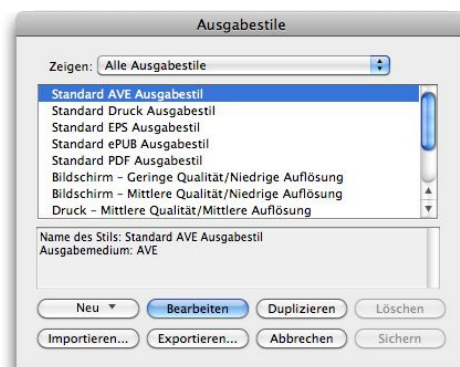 Ausgabestile
Zeigen: Alle Ausgabestile
Standard AVE Ausgabestil
Standard Druck Ausgabestil
Standard EPS Ausgabestil
Standard ePUB Ausgabestil
Standard PDF Ausgabestil
Bildschirm – Geringe Qualität/Niedrige Auflösung
Bildschirm – Mittlere Qualität/Niedrige Auflösung
Druck – Mittlere Qualität/Mittlere Auflösung
Name des Stils: Standard AVE Ausgabestil
Ausgabemedium: AVE
Neu Bearbeiten Duplizieren Löschen
Importieren... Exportieren... Abbrechen Sichern